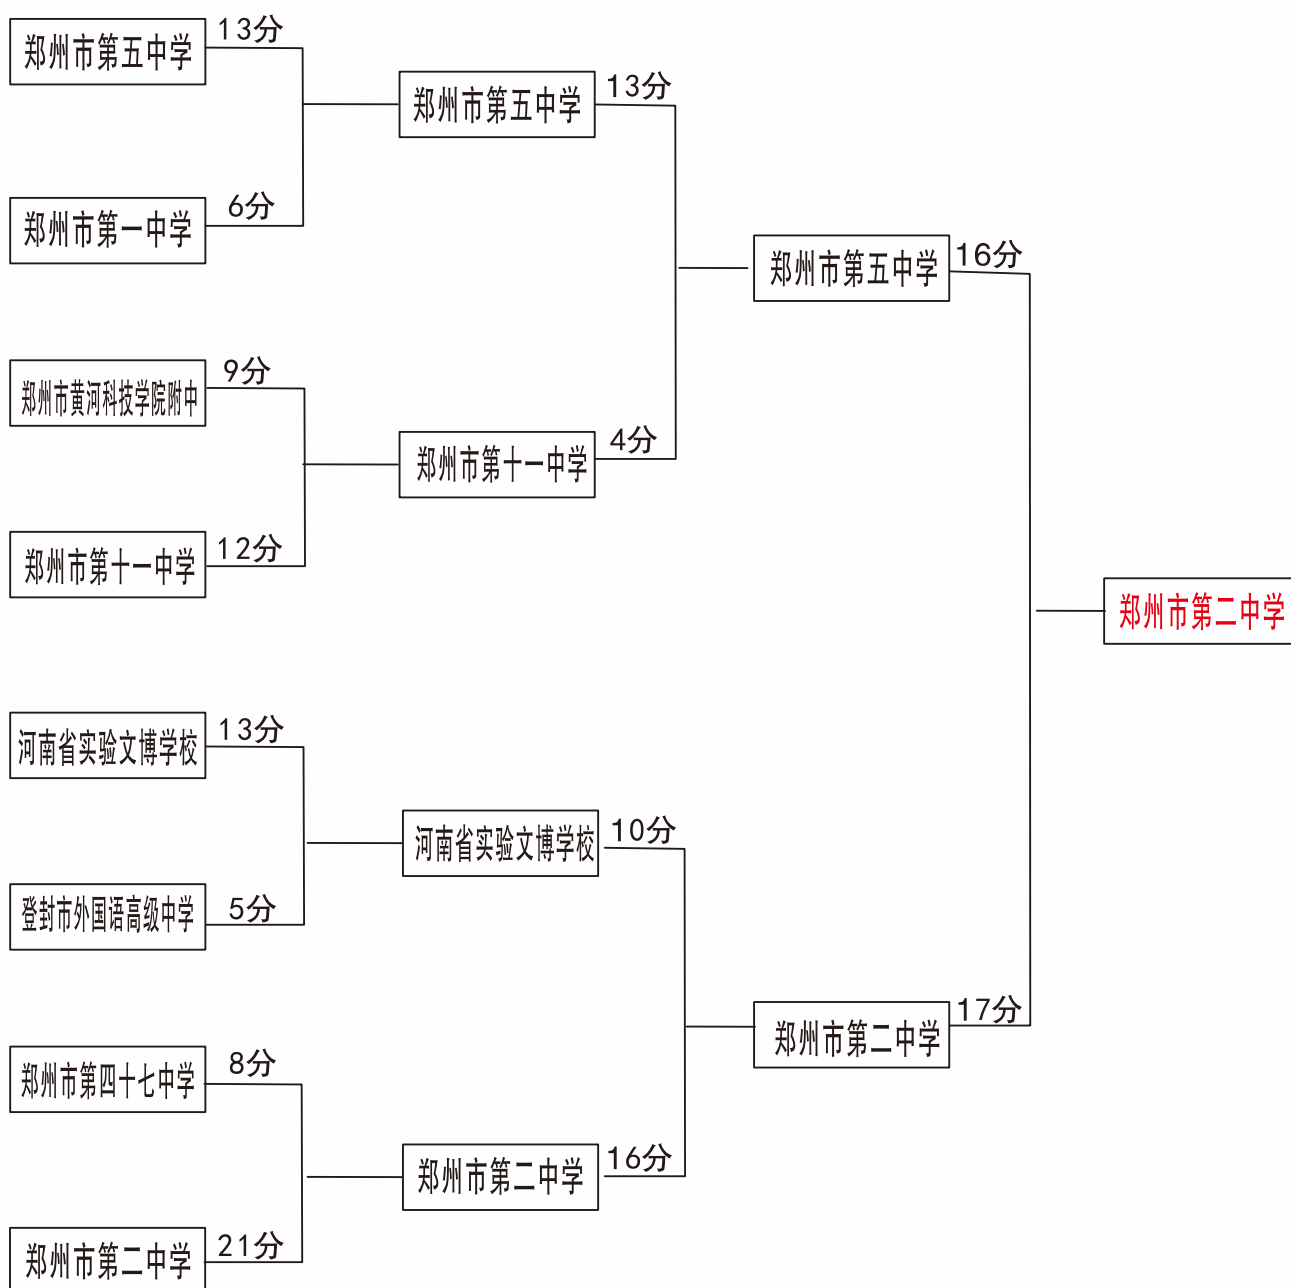 郑州市第五中学
13分
郑州市第一中学
6分
郑州市第五中学
13分
郑州市黄河科技学院附中
9分
郑州市第十一中学
12分
郑州市第十一中学
4分
郑州市第五中学
16分
河南省实验文博学校
13分
登封市外国语高级中学
5分
河南省实验文博学校
10分
郑州市第四十七中学
8分
郑州市第二中学
21分
郑州市第二中学
16分
郑州市第二中学
17分
郑州市第二中学